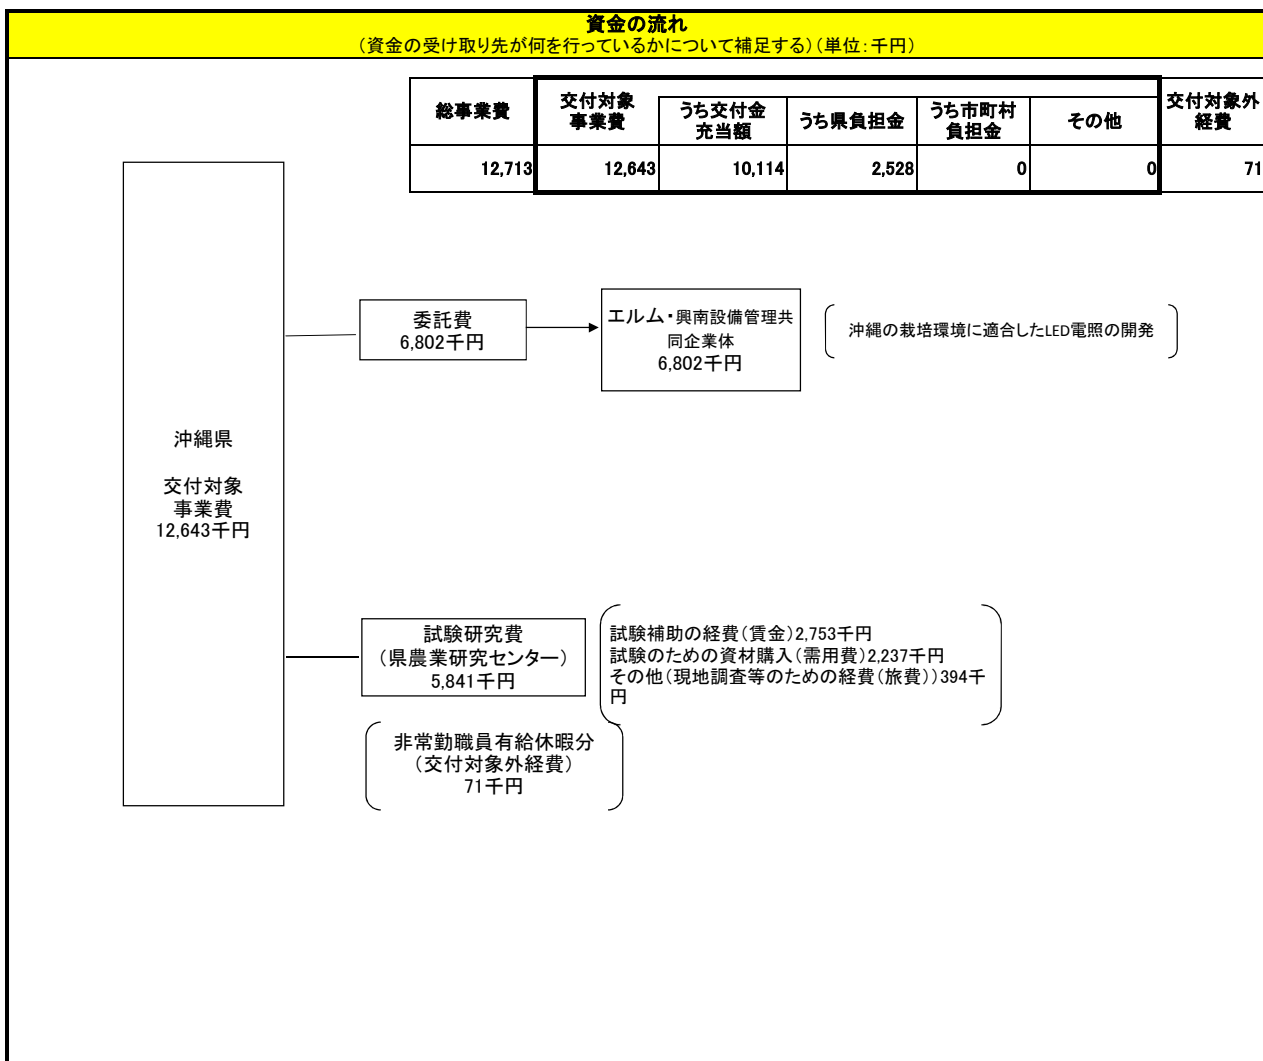 資金の流れ
(資金の受け取り先が何を行っているかについて補足する)(単位:千円)
総事業費
交付対象
事業費
うち交付金
充当額
うち県負担金
うち市町村
負担金
その他
交付対象外
経費
12,713
12,643
10,114
2,528
0
0
71
委託費
6,802千円
エルム・興南設備管理共
同企業体
6,802千円
沖縄の栽培環境に適合したLED電照の開発
沖縄県
交付対象
事業費
12,643千円
試験研究費
(県農業研究センター)
5,841千円
試験補助の経費(賃金)2,753千円
試験のための資材購入(需用費)2,237千円
その他(現地調査等のための経費(旅費))394千
円
非常勤職員有給休暇分
(交付対象外経費)
71千円